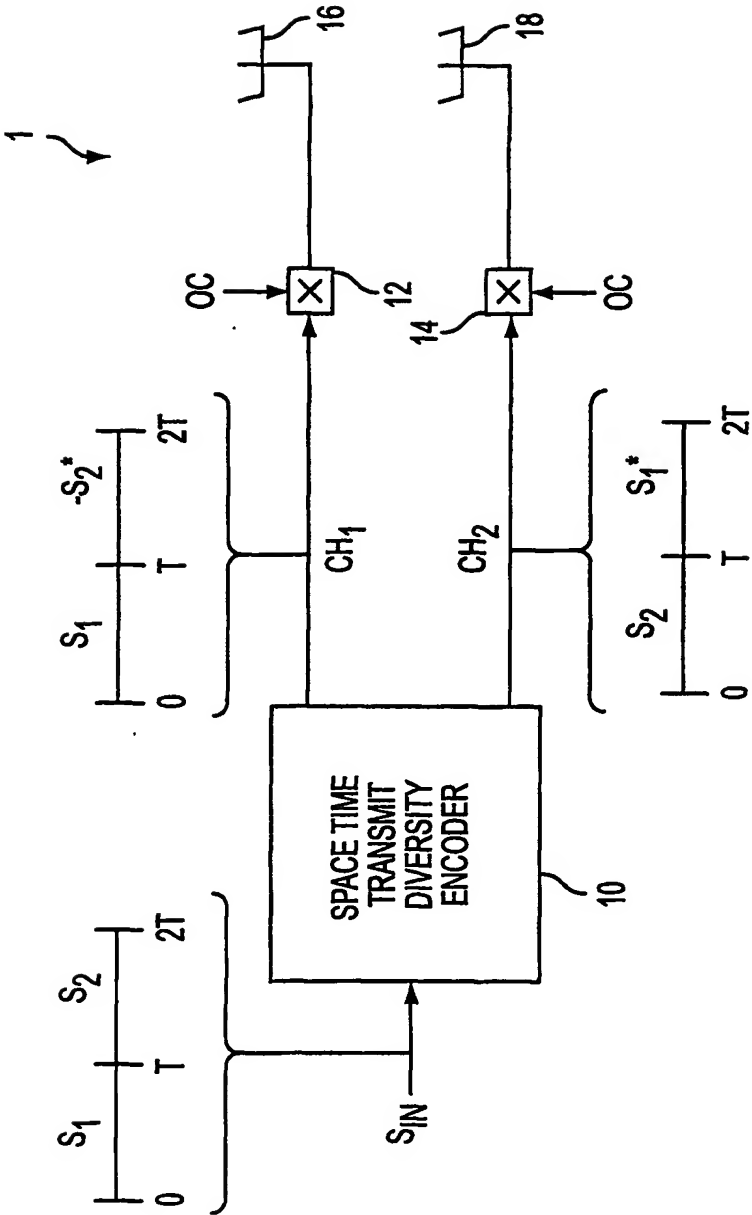 1
S1 S2
0 T 2T
SIN
SPACE TIME
TRANSMIT
DIVERSITY
ENCODER
10
S1 -S2*
0 T 2T
CH1
OC
12
16
CH2
14
OC
18
S2 S1*
0 T 2T